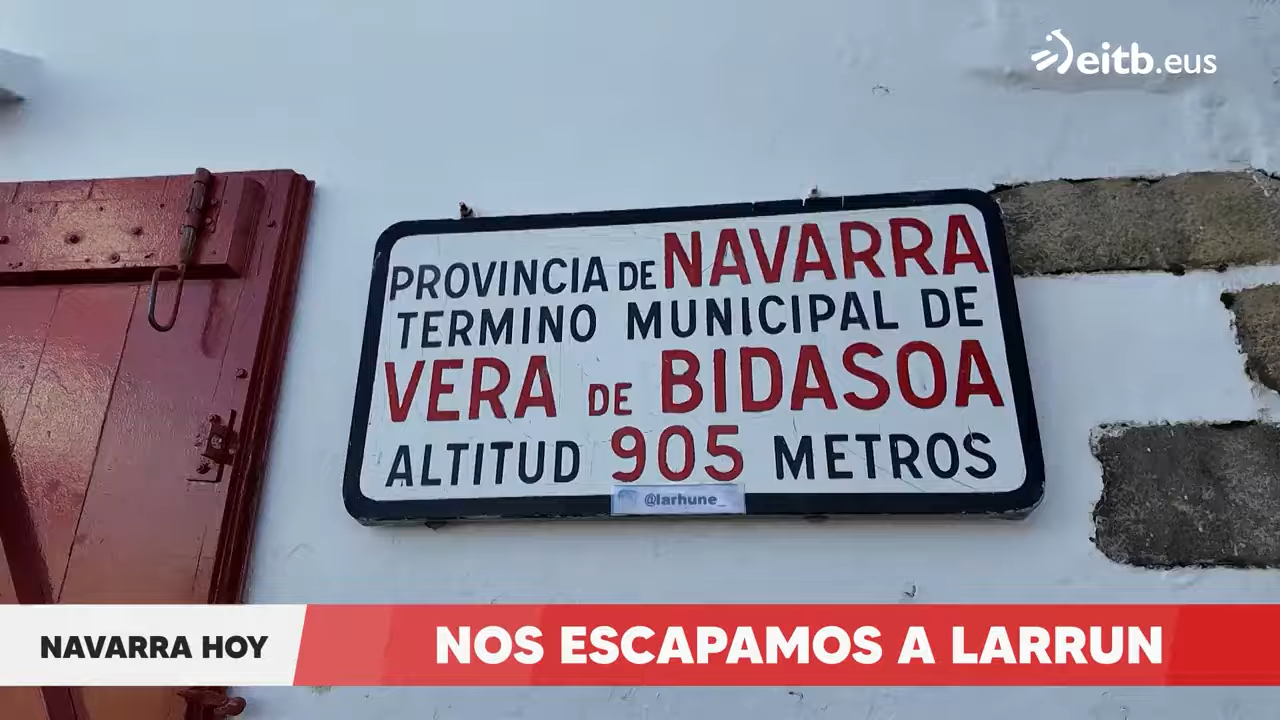 eitb.eus
PROVINCIA DE NAVARRA
TERMINO MUNICIPAL DE
VERA DE BIDASOA
ALTITUD 905 METROS
@larhune_
NAVARRA HOY
NOS ESCAPAMOS A LARRUN